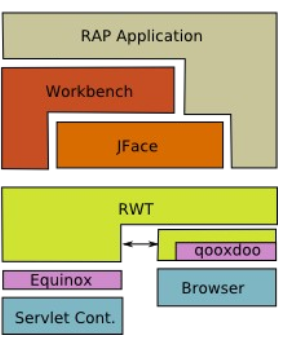 RAP Application
Workbench
JFace
RWT
qooxdoo
Equinox
Browser
Servlet Cont.